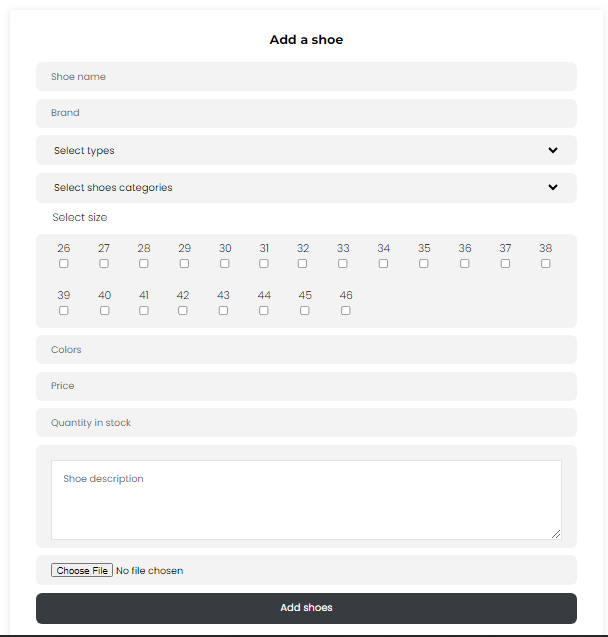 Add a shoe
Shoe name
Brand
Select types
Select shoes categories
Select size
26 27 28 29 30 31 32 33 34 35 36 37 38
39 40 41 42 43 44 45 46
Colors
Price
Quantity in stock
Shoe description
Choose File No file chosen
Add shoes